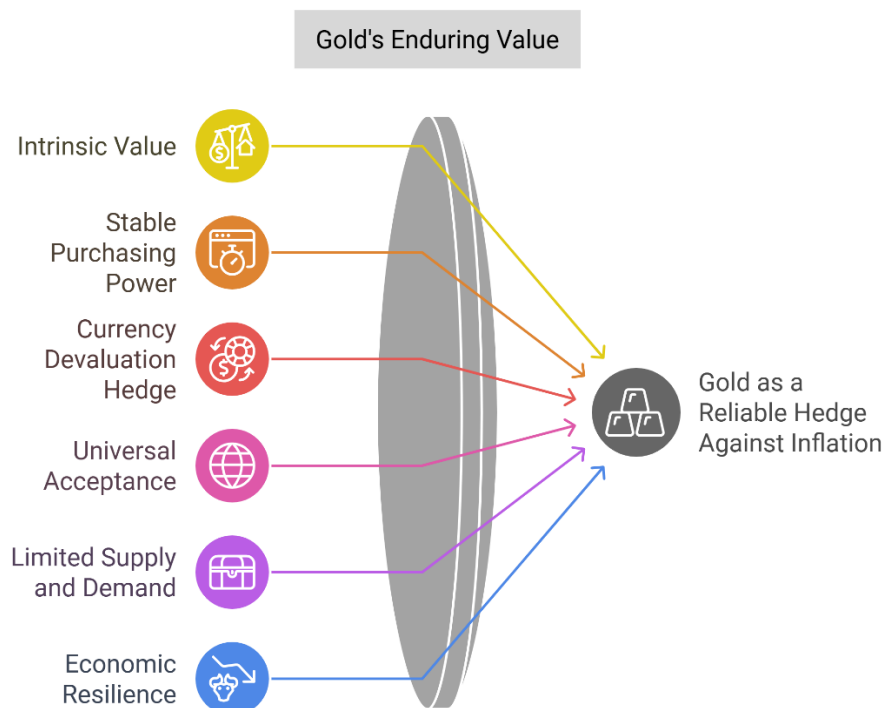 Gold's Enduring Value
Intrinsic Value
Stable
Purchasing
Power
Currency
Devaluation
Hedge
Universal
Acceptance
Limited Supply
and Demand
Economic
Resilience
Gold as a
Reliable Hedge
Against Inflation